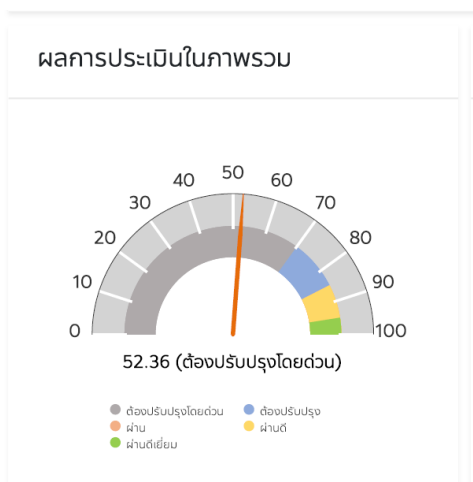 ผลการประเมินในภาพรวม
50
40 60
30 70
20 80
10 90
0 100
52.36 (ต้องปรับปรุงโดยด่วน)
ต้องปรับปรุงโดยด่วน ต้องปรับปรุง
ผ่าน ผ่านดี
ผ่านดีเยี่ยม